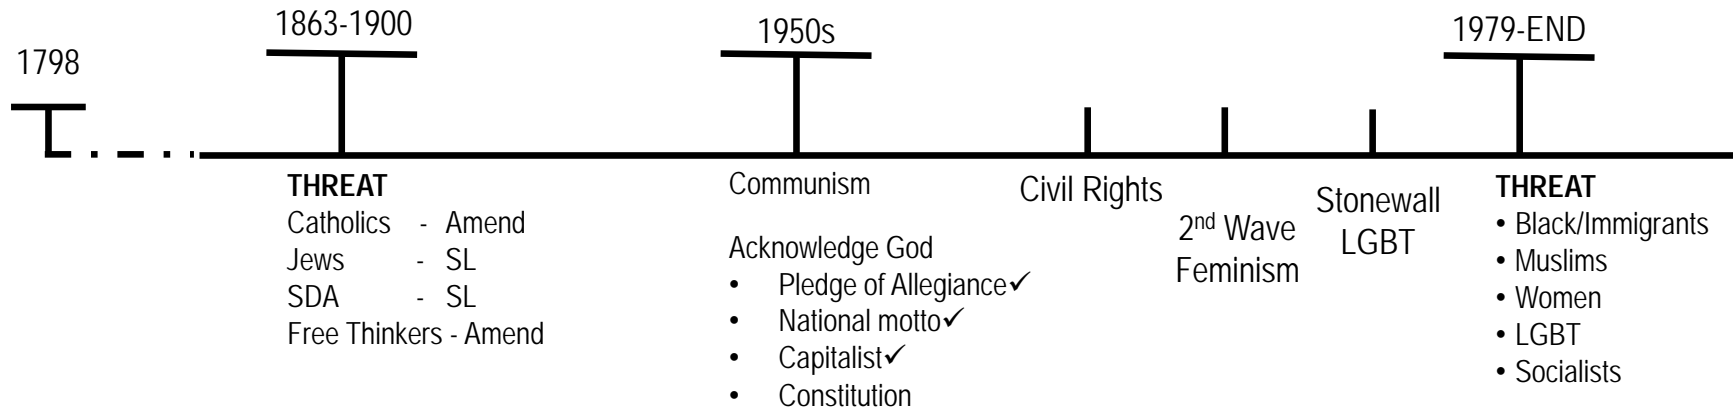 1798
1863-1900
1950s
1979-END
THREAT
Catholics - Amend
Jews - SL
SDA - SL
Free Thinkers - Amend
Communism
Acknowledge God
• Pledge of Allegiance✓
• National motto✓
• Capitalist✓
• Constitution
Civil Rights
2nd Wave
Feminism
Stonewall
LGBT
THREAT
• Black/Immigrants
• Muslims
• Women
• LGBT
• Socialists